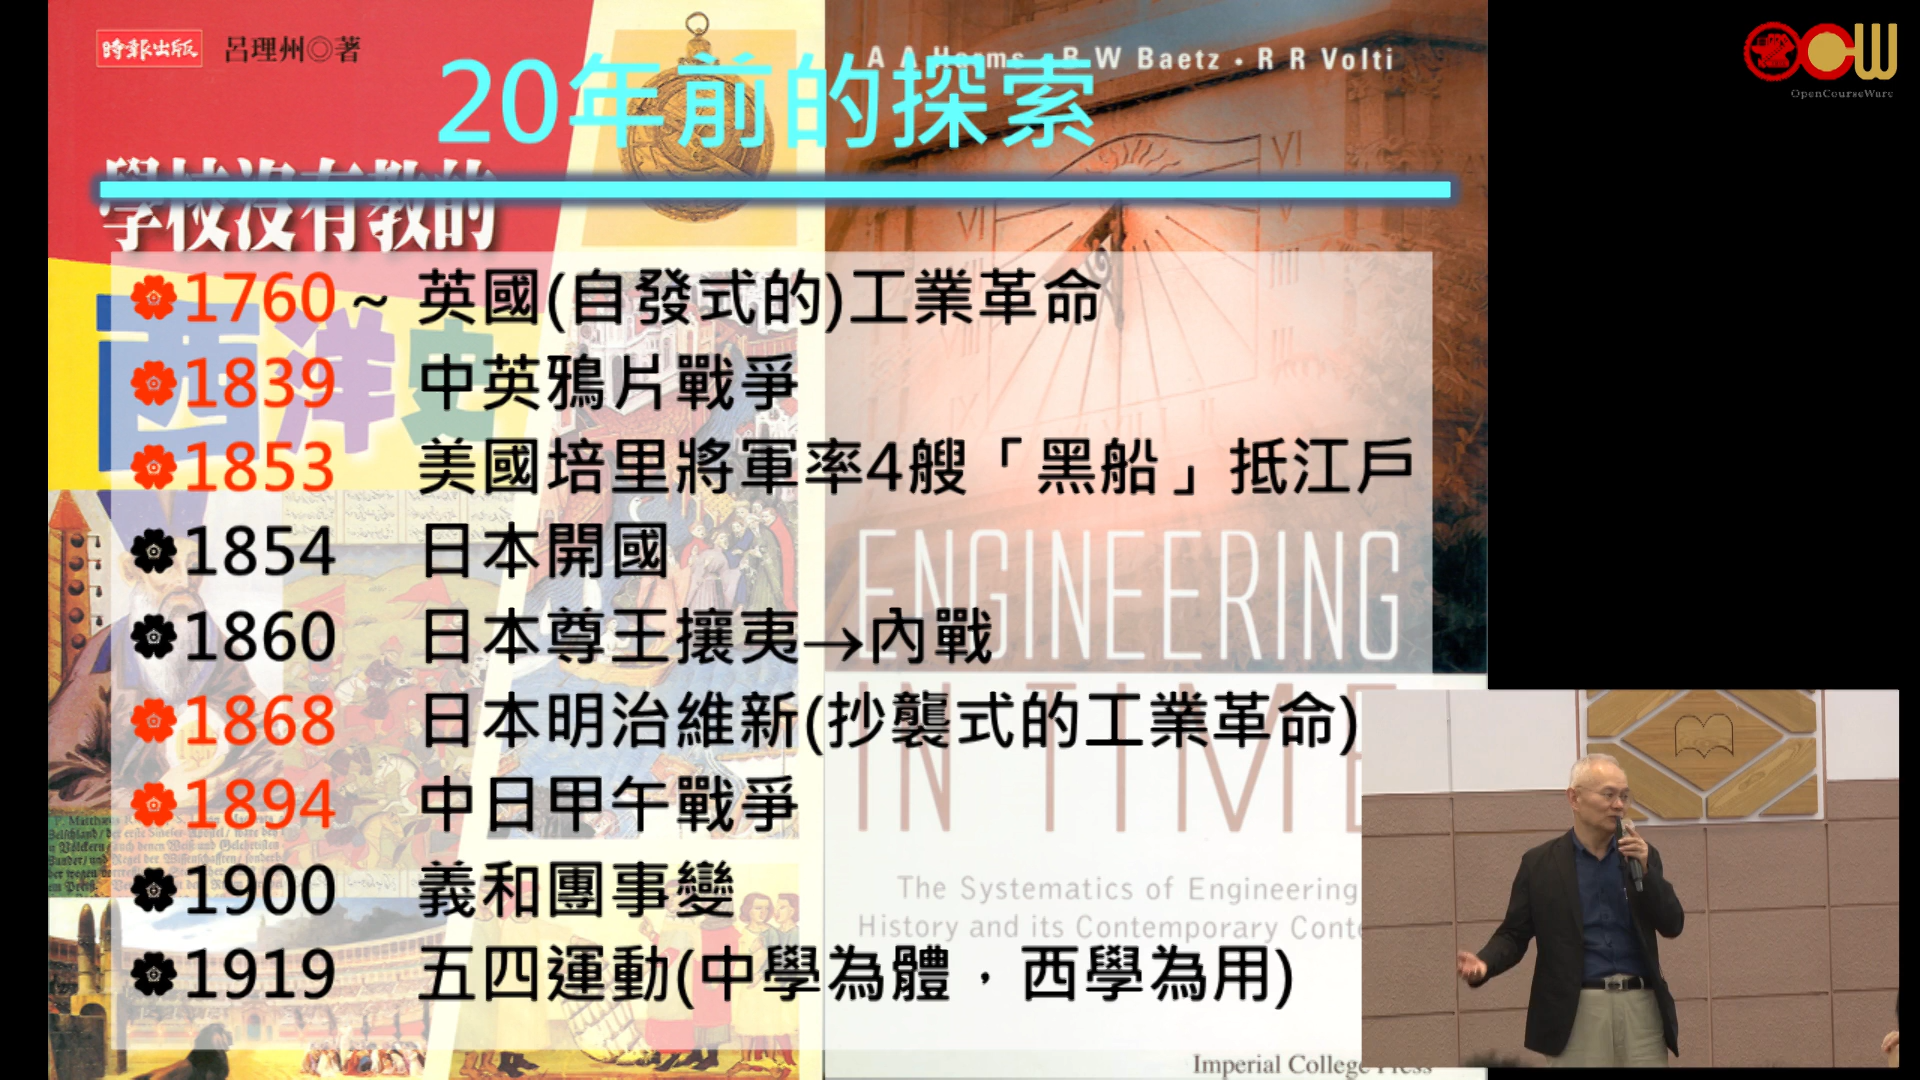 時報出版 呂理州◎著
A A Harms • B W Baetz • R R Volti
OCW
OpenCourseWare
20年前的探索
學校沒有教的
西洋史
1760~ 英國(自發式的)工業革命
1839 中英鴉片戰爭
1853 美國培里將軍率4艘「黑船」抵江戶
1854 日本開國
1860 日本尊王攘夷→內戰
1868 日本明治維新(抄襲式的工業革命)
1894 中日甲午戰爭
1900 義和團事變
1919 五四運動(中學為體，西學為用)
ENGINEERING
IN TIME
The Systematics of Engineering
History and its Contemporary
Imperial College Press